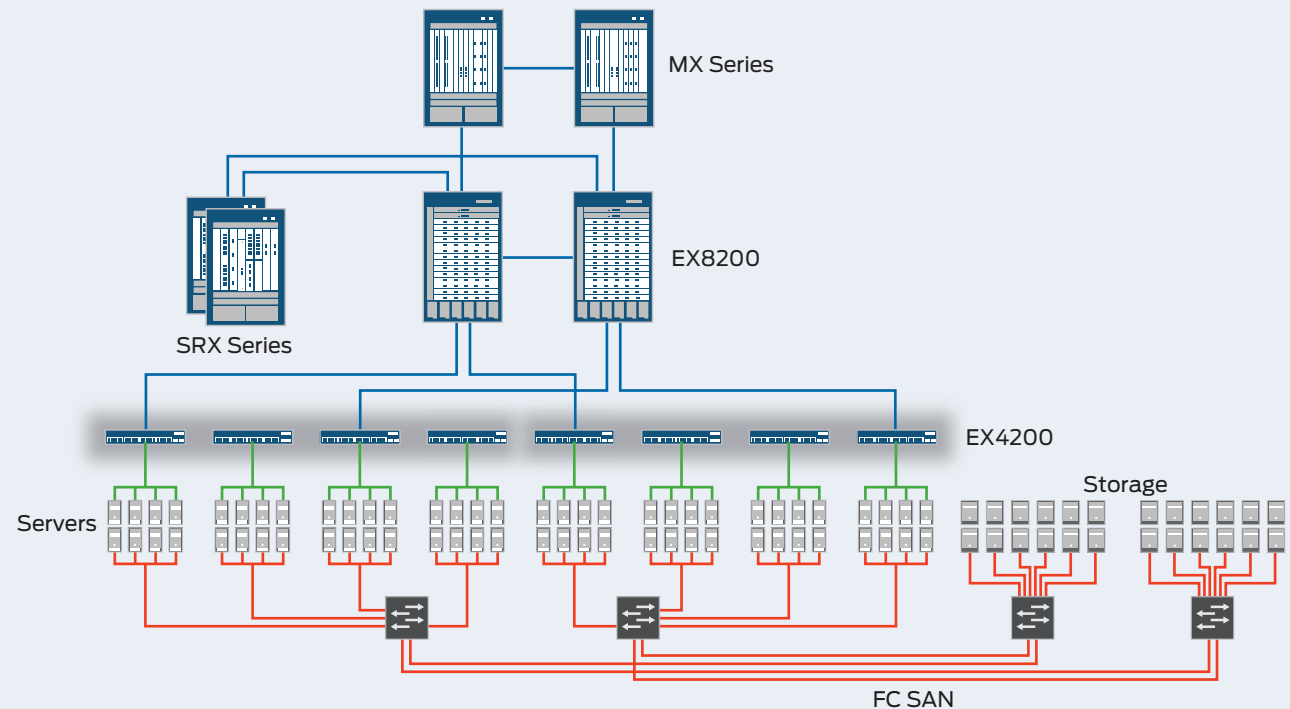 MX Series
EX8200
SRX Series
EX4200
Storage
Servers
FC SAN